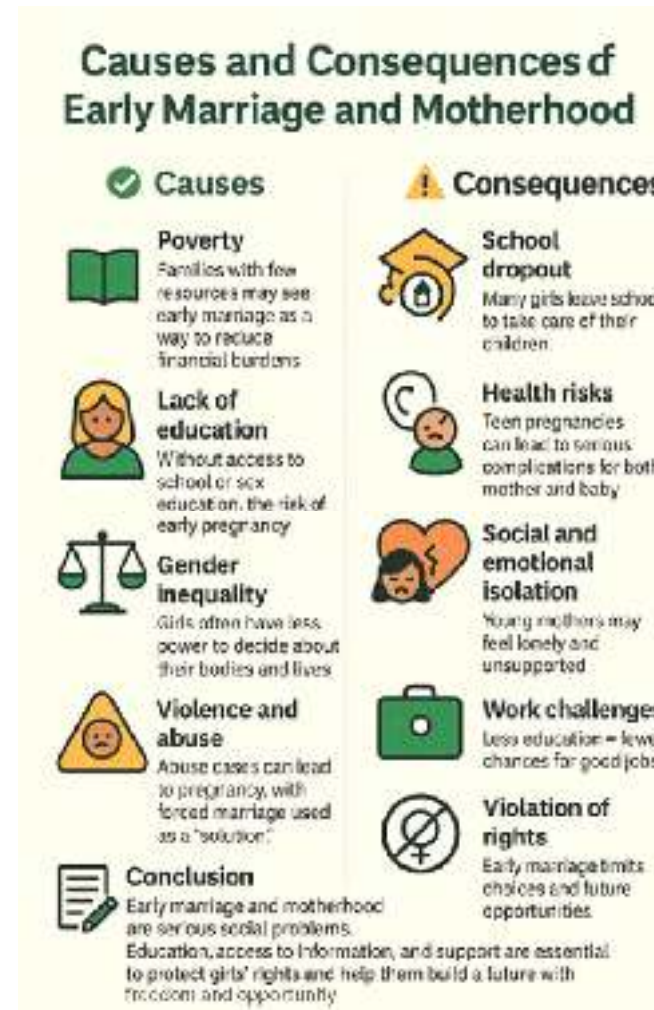 Causes and Consequences of
Early Marriage and Motherhood
Causes
Poverty
Families with few
resources may see
early marriage as a
way to reduce
financial burdens
Lack of
education
Without access to
school or sex
education, the risk of
early pregnancy
Gender
inequality
Girls often have less
power to decide about
their bodies and lives
Violence and
abuse
Abuse cases can lead
to pregnancy, with
forced marriage used
as a "solution".
Consequences
School
dropout
Many girls leave schoo
to take care of their
children.
Health risks
Teen pregnancies
can lead to serious
complications for both
mother and baby
Social and
emotional
isolation
Young mothers may
feel lonely and
unsupported
Work challenges
Less education = fewe
chances for good jobs
Violation of
rights
Early marriage limits
choices and future
opportunities
Conclusion
Early marriage and motherhood
are serious social problems.
Education, access to information, and support are essential
to protect girls' rights and help them build a future with
freedom and opportunity